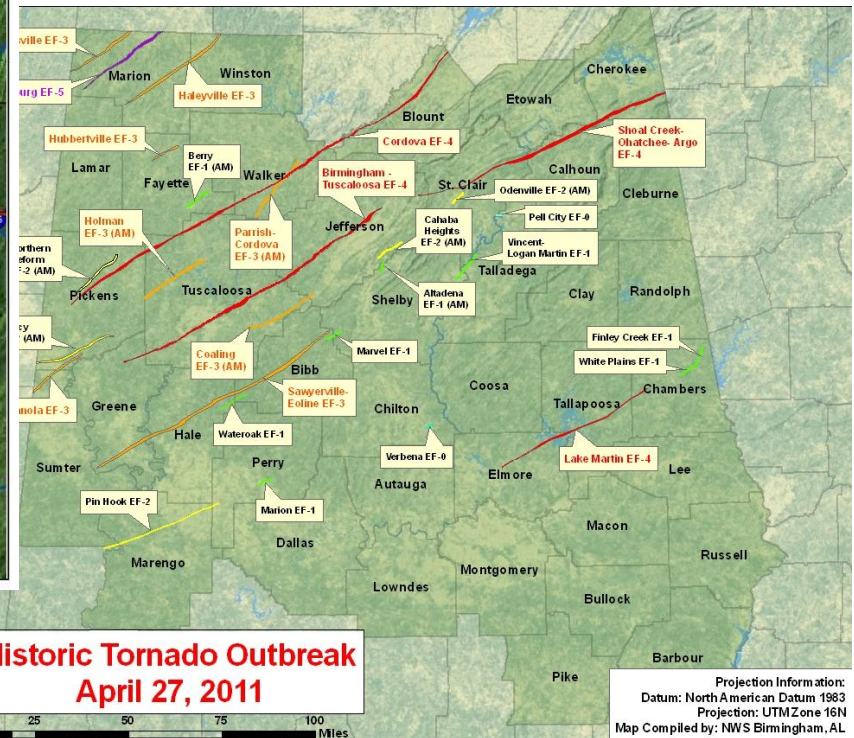 sville EF-3
Marion
Winston
urg EF-5
Haleyville EF-3
Cherokee
Etowah
Blount
Hubbertville EF-3
Cordova EF-4
Shoal Creek-
Ohatchee- Argo
EF-4
Lamar
Berry
EF-1 (AM)
Walker
Fayette
Birmingham -
Tuscaloosa EF-4
St. Clair
Calhoun
Odenville EF-2 (AM)
Cleburne
Holman
EF-3 (AM)
Parrish-
Cordova
EF-3 (AM)
Jefferson
Cahaba
Heights
EF-2 (AM)
Pell City EF-0
Vincent-
Logan Martin EF-1
Talladega
orthern
eform
F-2 (AM)
Pickens
Tuscaloosa
Shelby
Altadena
EF-1 (AM)
Clay
Randolph
cy
(AM)
Coaling
EF-3 (AM)
Marvel EF-1
Finley Creek EF-1
White Plains EF-1
Bibb
Coosa
Chambers
nola EF-3
Greene
Sawyerville-
Eoline EF-3
Chilton
Tallapoosa
Hale
Wateroak EF-1
Verbena EF-0
Lake Martin EF-4
Sumter
Perry
Elmore
Lee
Autauga
Pin Hook EF-2
Marion EF-1
Macon
Dallas
Russell
Marengo
Montgomery
Lowndes
Bullock
Barbour
Pike
istoric Tornado Outbreak
April 27, 2011
25 50 75 100
Miles
Projection Information:
Datum: North American Datum 1983
Projection: UTM Zone 16N
Map Compiled by: NWS Birmingham, AL